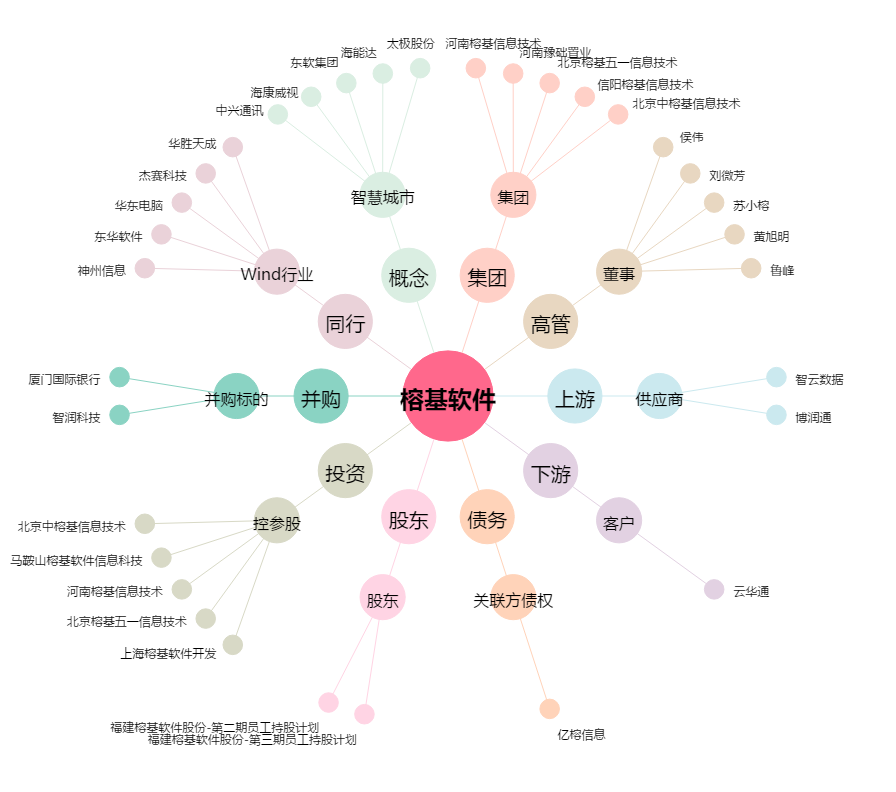 太极股份
河南榕基信息技术
海能达
河南豫础置业
东软集团
北京榕基五一信息技术
海康威视
信阳榕基信息技术
中兴通讯
北京中榕基信息技术
华胜天成
侯伟
杰赛科技
刘微芳
智慧城市
集团
华东电脑
苏小榕
东华软件
黄旭明
神州信息
鲁峰
Wind行业
概念
集团
董事
同行
高管
厦门国际银行
智云数据
并购标的
并购
榕基软件
上游
供应商
智润科技
博润通
投资
下游
北京中榕基信息技术
控参股
股东
债务
客户
马鞍山榕基软件信息科技
河南榕基信息技术
云华通
股东
关联方债权
北京榕基五一信息技术
上海榕基软件开发
福建榕基软件股份-第二期员工持股计划
福建榕基软件股份-第三期员工持股计划
亿榕信息